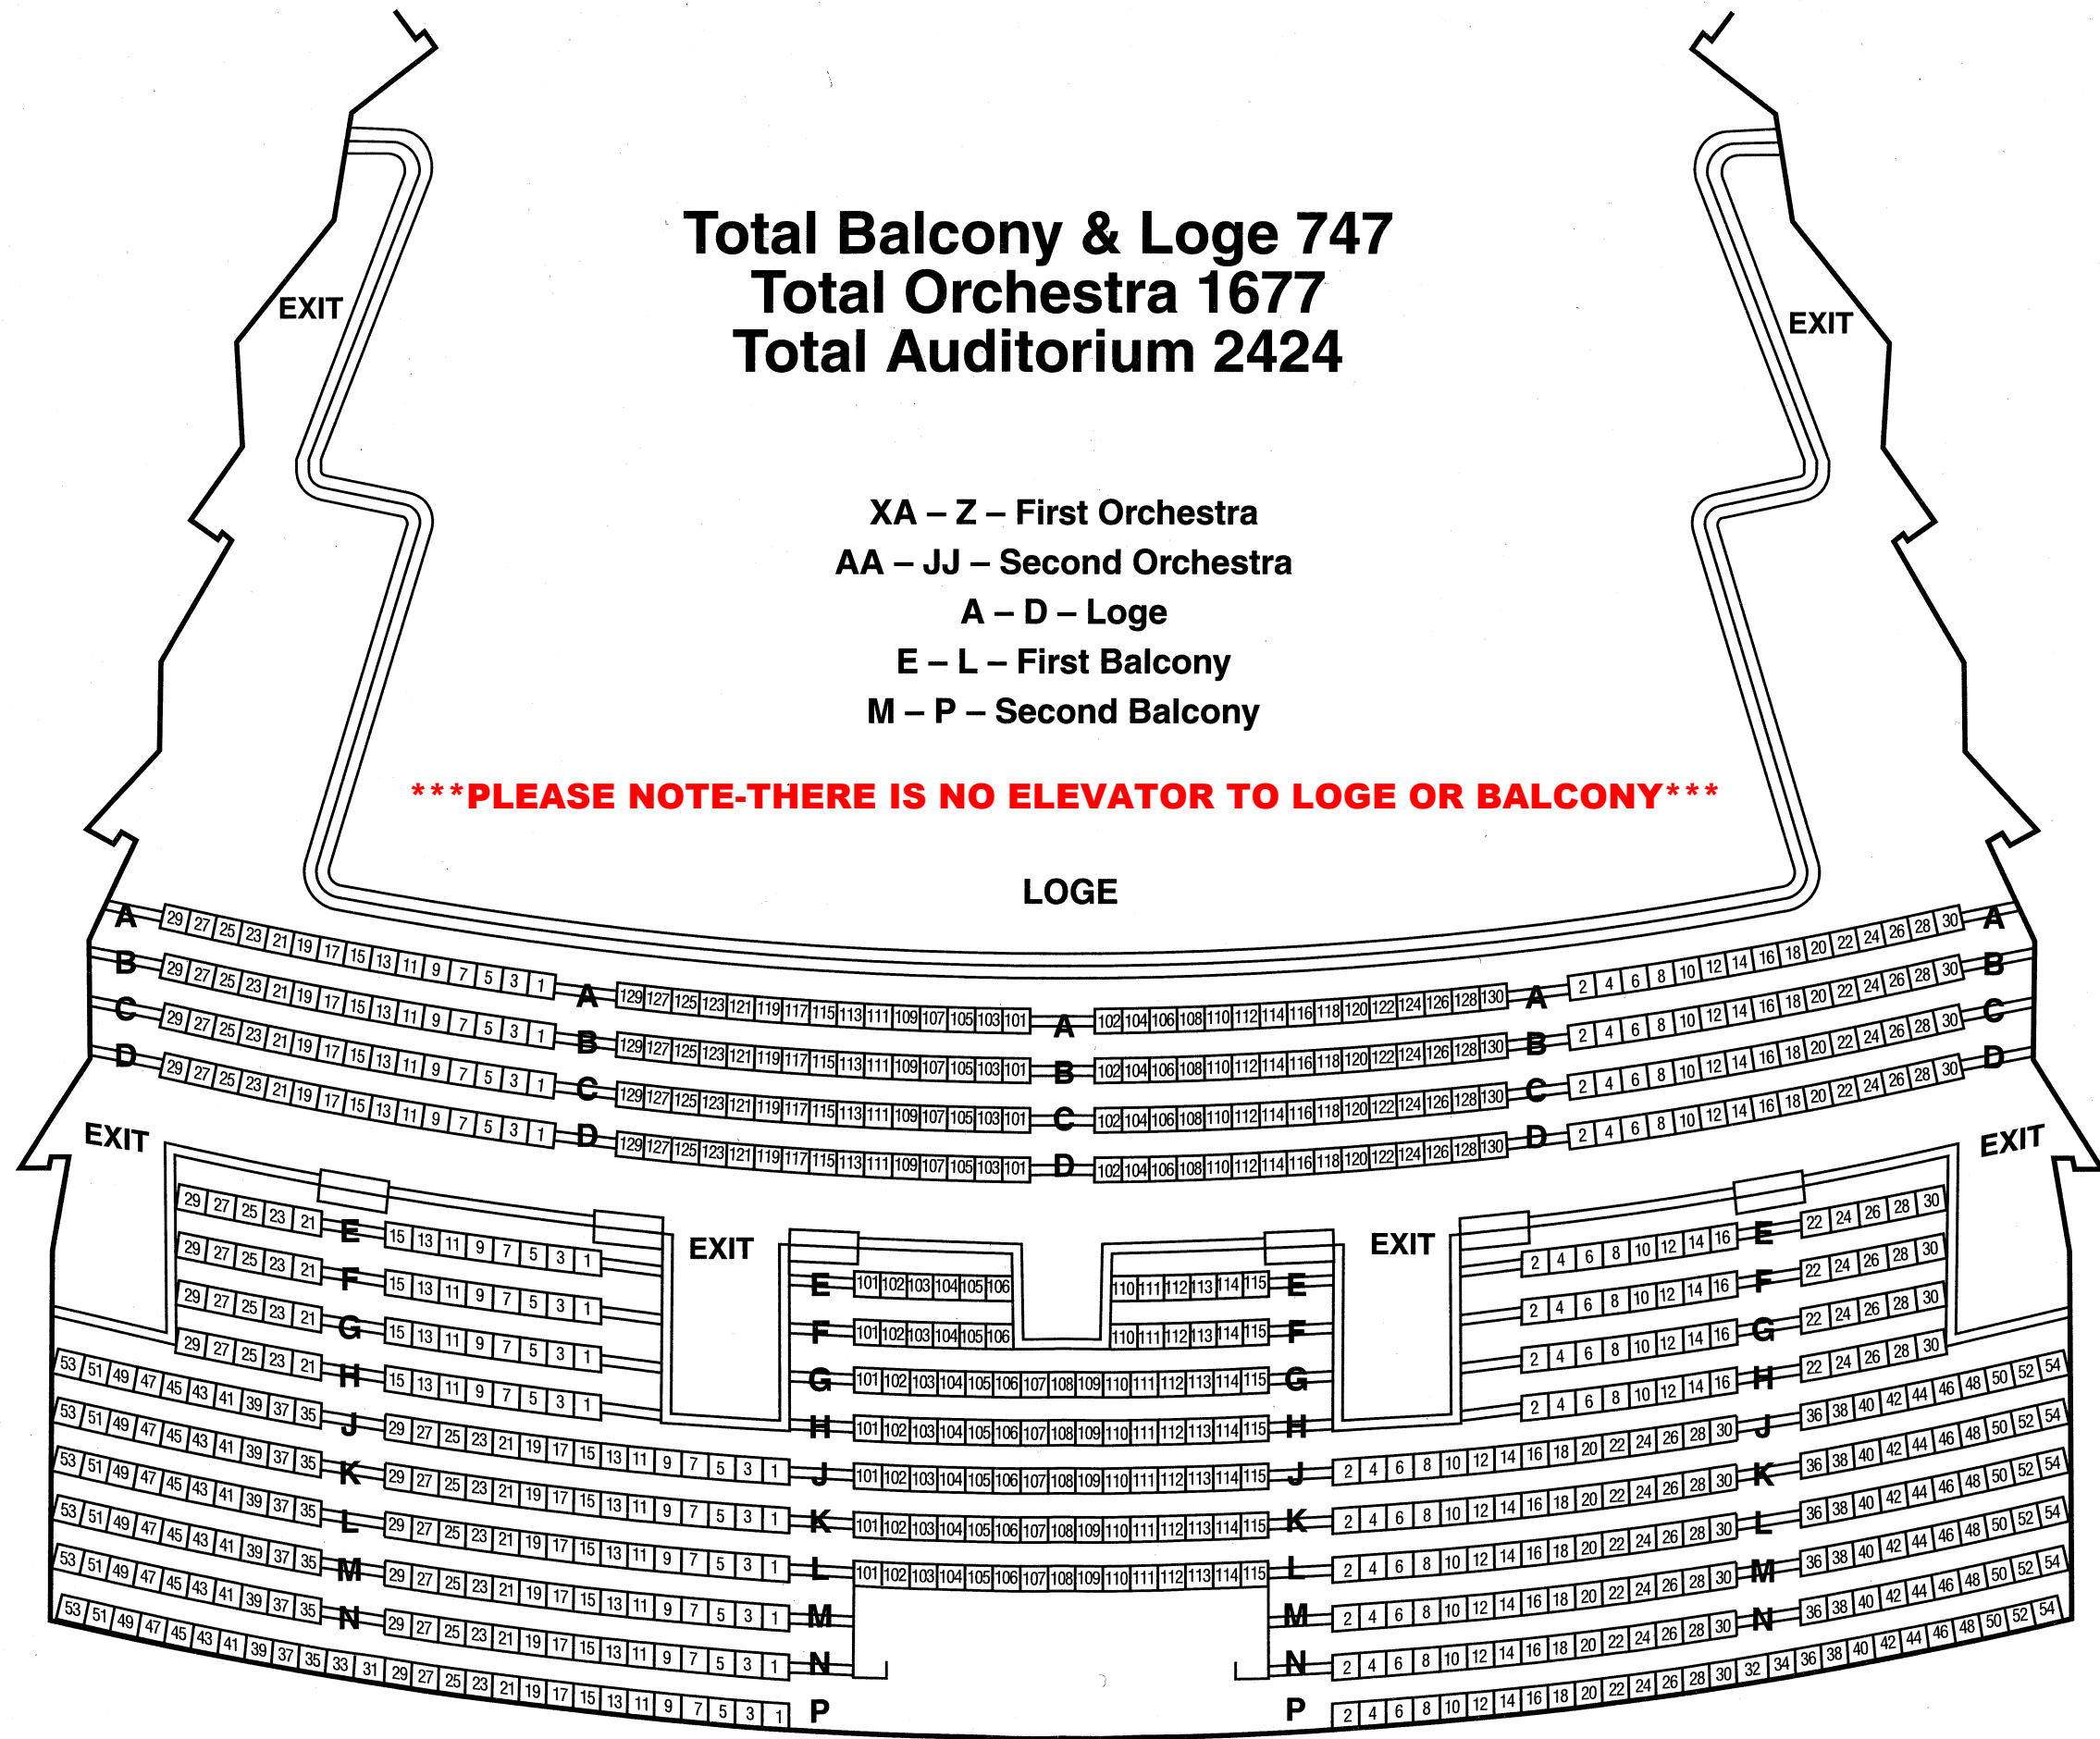 Total Balcony & Loge 747
Total Orchestra 1677
Total Auditorium 2424
EXIT
EXIT
XA – Z – First Orchestra
AA – JJ – Second Orchestra
A – D – Loge
E – L – First Balcony
M – P – Second Balcony
***PLEASE NOTE-THERE IS NO ELEVATOR TO LOGE OR BALCONY***
LOGE
A 29 27 25 23 21 19 17 15 13 11 9 7 5 3 1 A 129 127 125 123 121 119 117 115 113 111 109 107 105 103 101 A 102 104 106 108 110 112 114 116 118 120 122 124 126 128 130 A 2 4 6 8 10 12 14 16 18 20 22 24 26 28 30 A
B 29 27 25 23 21 19 17 15 13 11 9 7 5 3 1 B 129 127 125 123 121 119 117 115 113 111 109 107 105 103 101 B 102 104 106 108 110 112 114 116 118 120 122 124 126 128 130 B 2 4 6 8 10 12 14 16 18 20 22 24 26 28 30 B
C 29 27 25 23 21 19 17 15 13 11 9 7 5 3 1 C 129 127 125 123 121 119 117 115 113 111 109 107 105 103 101 C 102 104 106 108 110 112 114 116 118 120 122 124 126 128 130 C 2 4 6 8 10 12 14 16 18 20 22 24 26 28 30 C
D 29 27 25 23 21 19 17 15 13 11 9 7 5 3 1 D 129 127 125 123 121 119 117 115 113 111 109 107 105 103 101 D 102 104 106 108 110 112 114 116 118 120 122 124 126 128 130 D 2 4 6 8 10 12 14 16 18 20 22 24 26 28 30 D
EXIT
EXIT
EXIT
EXIT
29 27 25 23 21 E 15 13 11 9 7 5 3 1 E 101 102 103 104 105 106 110 111 112 113 114 115 E 2 4 6 8 10 12 14 16 E 22 24 26 28 30
29 27 25 23 21 F 15 13 11 9 7 5 3 1 F 101 102 103 104 105 106 110 111 112 113 114 115 F 2 4 6 8 10 12 14 16 F 22 24 26 28 30
29 27 25 23 21 G 15 13 11 9 7 5 3 1 G 101 102 103 104 105 106 107 108 109 110 111 112 113 114 115 G 2 4 6 8 10 12 14 16 G 22 24 26 28 30
29 27 25 23 21 H 15 13 11 9 7 5 3 1 H 101 102 103 104 105 106 107 108 109 110 111 112 113 114 115 H 2 4 6 8 10 12 14 16 H 22 24 26 28 30
53 51 49 47 45 43 41 39 37 35 J 29 27 25 23 21 19 17 15 13 11 9 7 5 3 1 J 101 102 103 104 105 106 107 108 109 110 111 112 113 114 115 J 2 4 6 8 10 12 14 16 18 20 22 24 26 28 30 J 36 38 40 42 44 46 48 50 52 54
53 51 49 47 45 43 41 39 37 35 K 29 27 25 23 21 19 17 15 13 11 9 7 5 3 1 K 101 102 103 104 105 106 107 108 109 110 111 112 113 114 115 K 2 4 6 8 10 12 14 16 18 20 22 24 26 28 30 K 36 38 40 42 44 46 48 50 52 54
53 51 49 47 45 43 41 39 37 35 L 29 27 25 23 21 19 17 15 13 11 9 7 5 3 1 L 101 102 103 104 105 106 107 108 109 110 111 112 113 114 115 L 2 4 6 8 10 12 14 16 18 20 22 24 26 28 30 L 36 38 40 42 44 46 48 50 52 54
53 51 49 47 45 43 41 39 37 35 M 29 27 25 23 21 19 17 15 13 11 9 7 5 3 1 M M 2 4 6 8 10 12 14 16 18 20 22 24 26 28 30 M 36 38 40 42 44 46 48 50 52 54
53 51 49 47 45 43 41 39 37 35 N 29 27 25 23 21 19 17 15 13 11 9 7 5 3 1 N N 2 4 6 8 10 12 14 16 18 20 22 24 26 28 30 N 36 38 40 42 44 46 48 50 52 54
53 51 49 47 45 43 41 39 37 35 33 31 29 27 25 23 21 19 17 15 13 11 9 7 5 3 1 P P 2 4 6 8 10 12 14 16 18 20 22 24 26 28 30 32 34 36 38 40 42 44 46 48 50 52 54